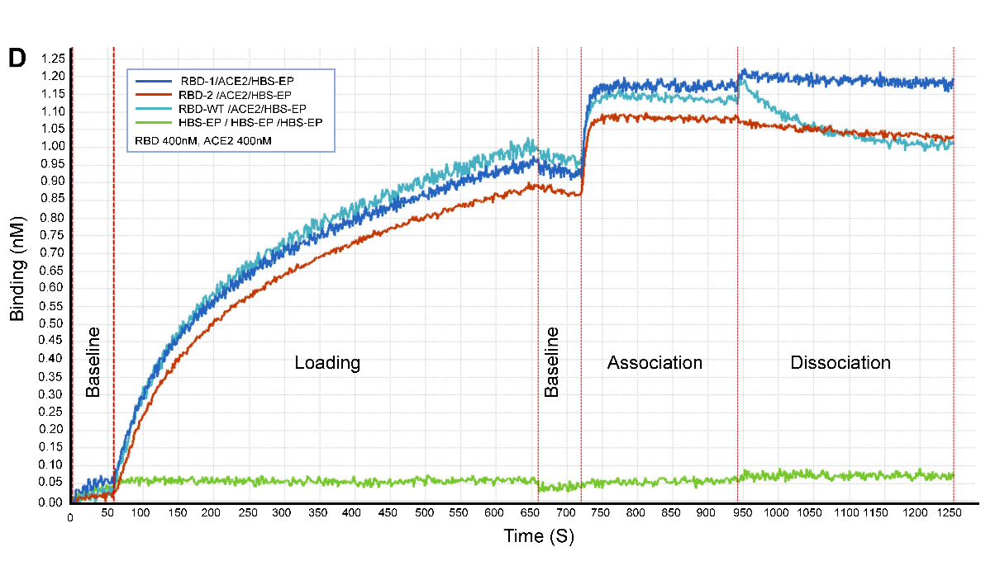 D
RBD-1/ACE2/HBS-EP
RBD-2 /ACE2/HBS-EP
RBD-WT /ACE2/HBS-EP
HBS-EP / HBS-EP /HBS-EP
RBD 400nM, ACE2 400nM
Binding (nM)
1.25
1.20
1.15
1.10
1.05
1.00
0.95
0.90
0.85
0.80
0.75
0.70
0.65
0.60
0.55
0.50
0.45
0.40
0.35
0.30
0.25
0.20
0.15
0.10
0.05
0.00
Baseline
Loading
Baseline
Association
Dissociation
0 50 100 150 200 250 300 350 400 450 500 550 600 650 700 750 800 850 900 950 1000 1050 1100 1150 1200 1250
Time (S)